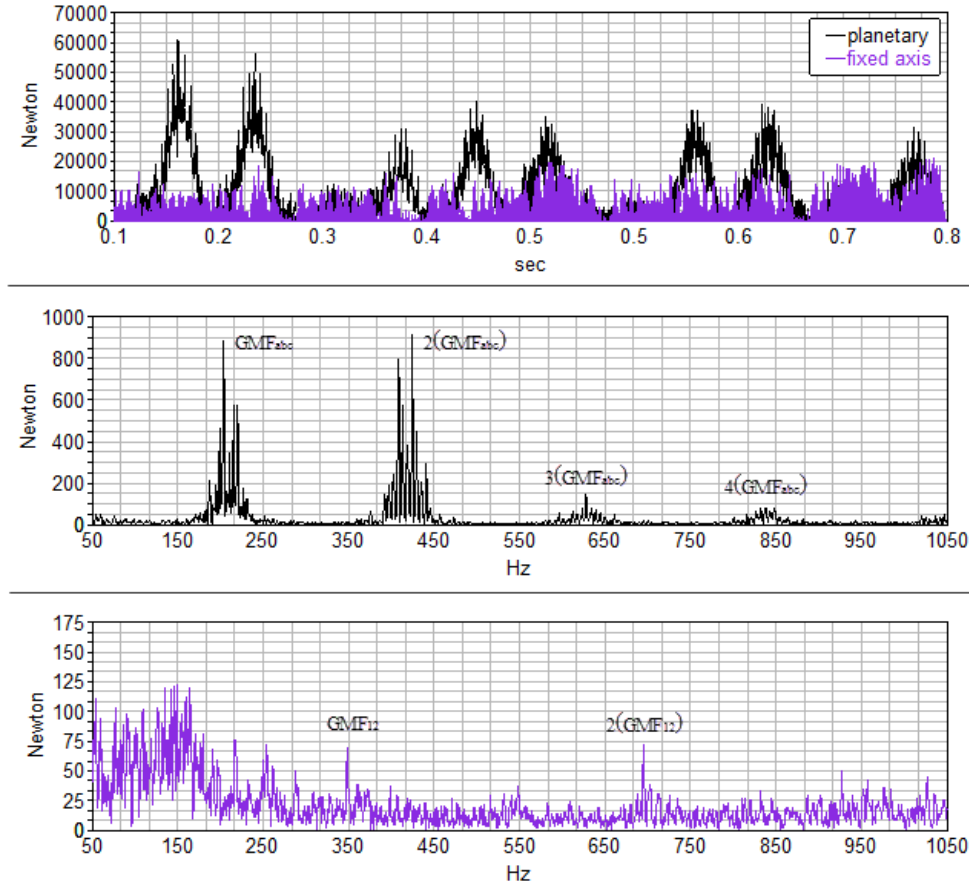 70000
60000
50000
40000
30000
20000
10000
0
Newton
planetary
fixed axis
0.1 0.2 0.3 0.4 0.5 0.5 0.6 0.7 0.8
sec
1000
800
600
400
200
0
Newton
GMFabc
2(GMFabc)
3(GMFabc)
4(GMFabc)
50 150 250 350 450 550 650 750 850 950 1050
Hz
175
150
125
100
75
50
25
0
Newton
GMF12
2(GMF12)
50 150 250 350 450 550 650 750 850 950 1050
Hz